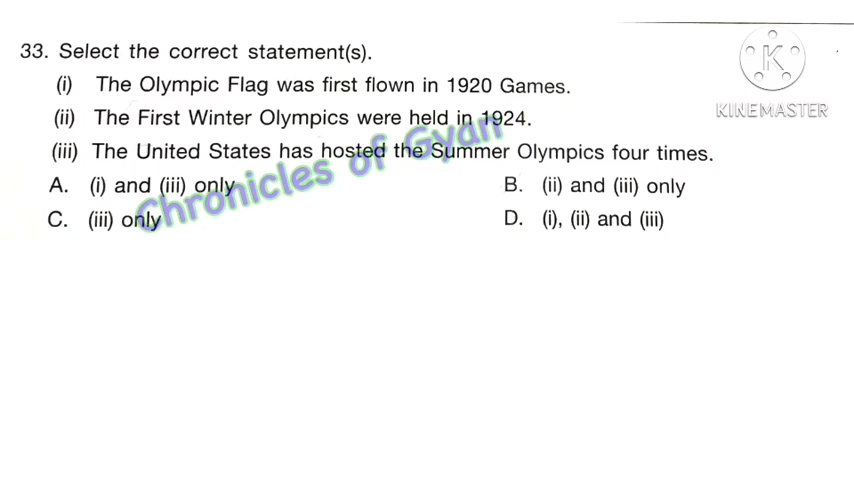 33. Select the correct statement(s).
K
(i) The Olympic Flag was first flown in 1920 Games.
KINEMASTER
(ii) The First Winter Olympics were held in 1924.
(iii) The United States has hosted the Summer Olympics four times.
Chronicles of Gyan
A. (i) and (iii) only
B. (ii) and (iii) only
C. (iii) only
D. (i), (ii) and (iii)